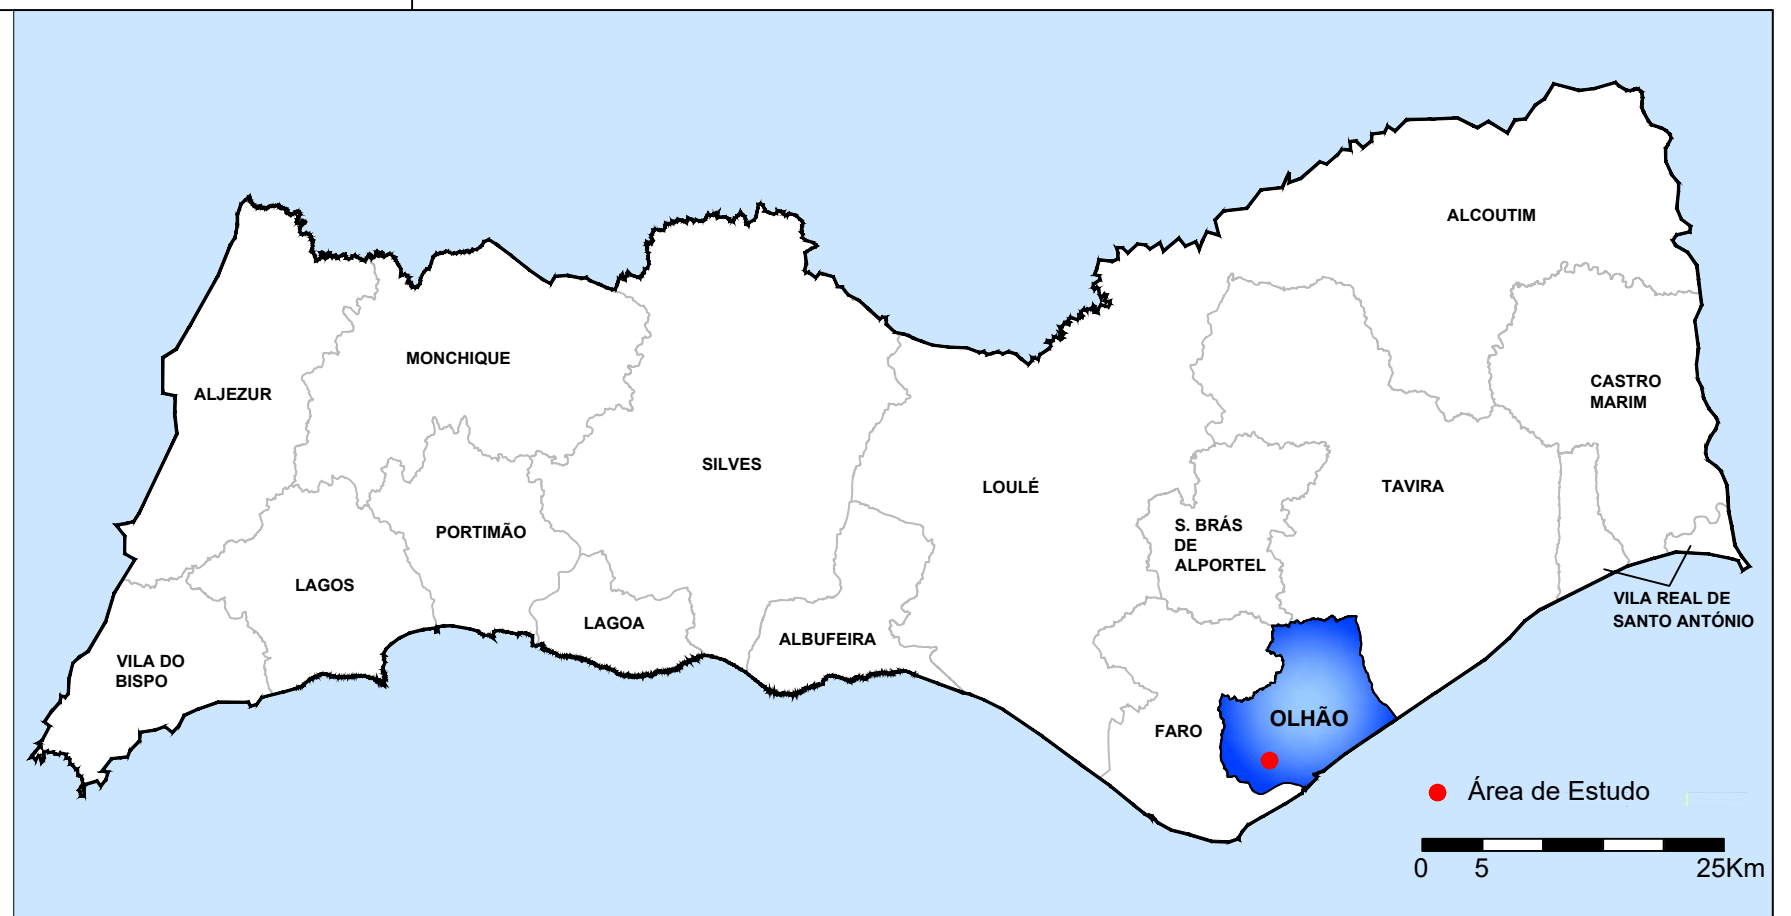 ALCOUTIM
MONCHIQUE
ALJEZUR
CASTRO
MARIM
SILVES
LOULÉ
TAVIRA
PORTIMÃO
S. BRÁS
DE
ALPORTEL
LAGOS
LAGOA
ALBUFEIRA
VILA REAL DE
SANTO ANTÓNIO
VILA DO
BISPO
FARO
OLHÃO
Área de Estudo
0 5 25Km